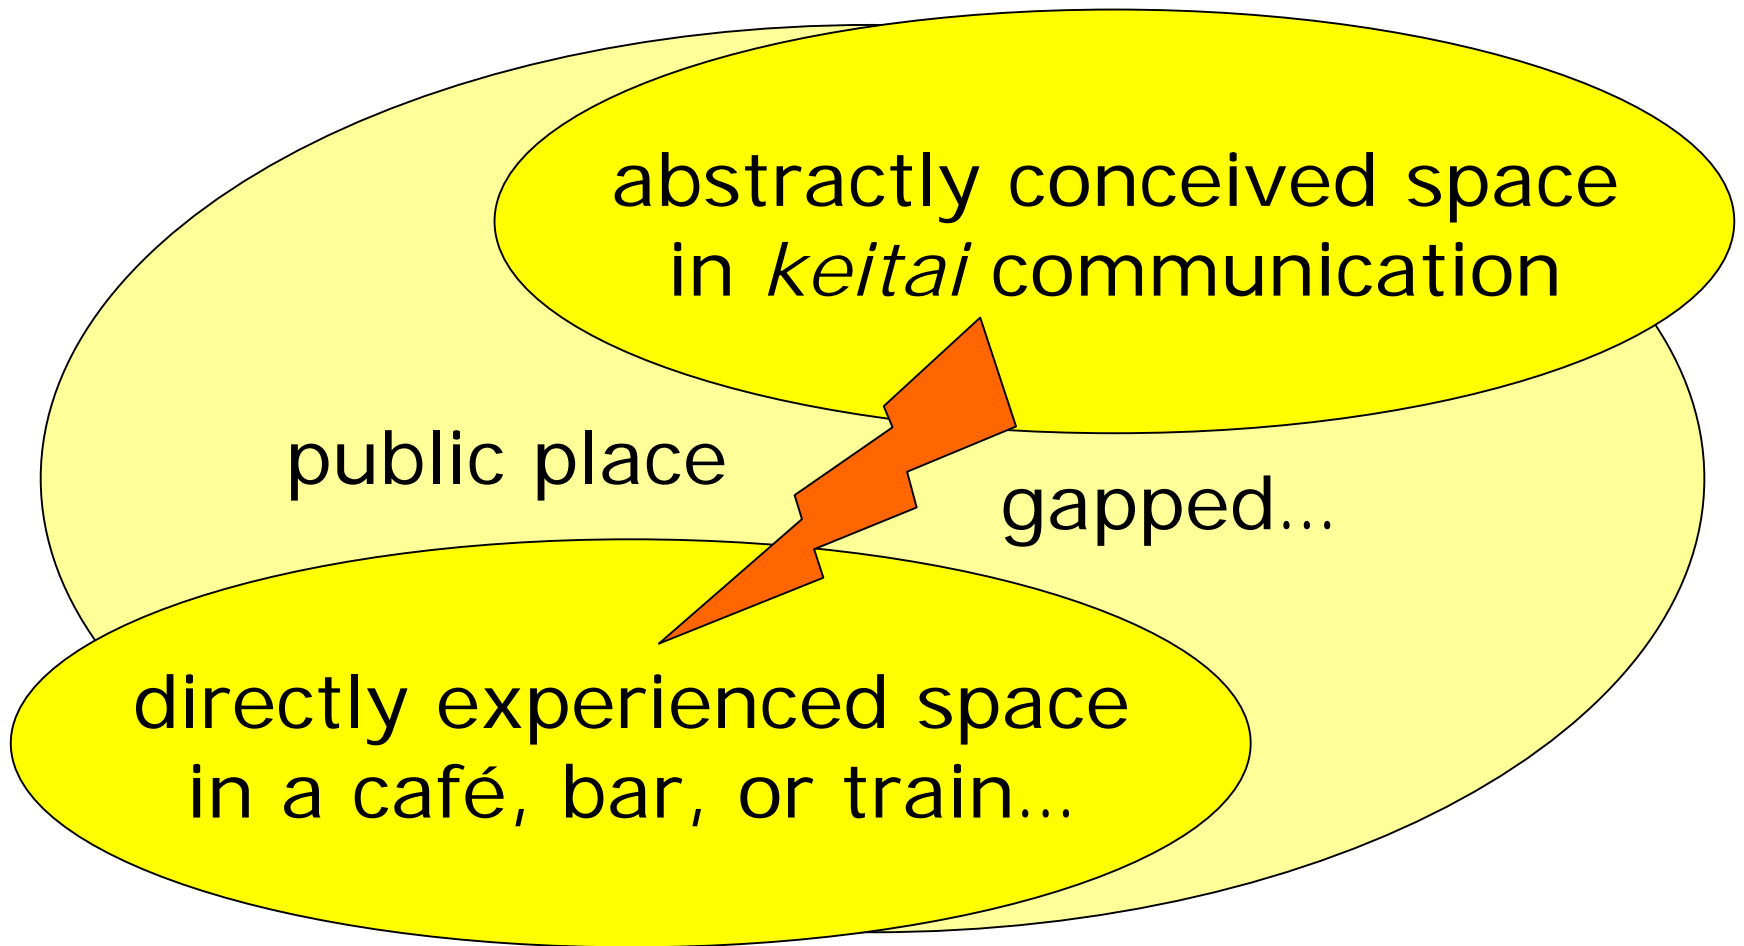 abstractly conceived space
in keitai communication
public place
gapped...
directly experienced space
in a café, bar, or train...